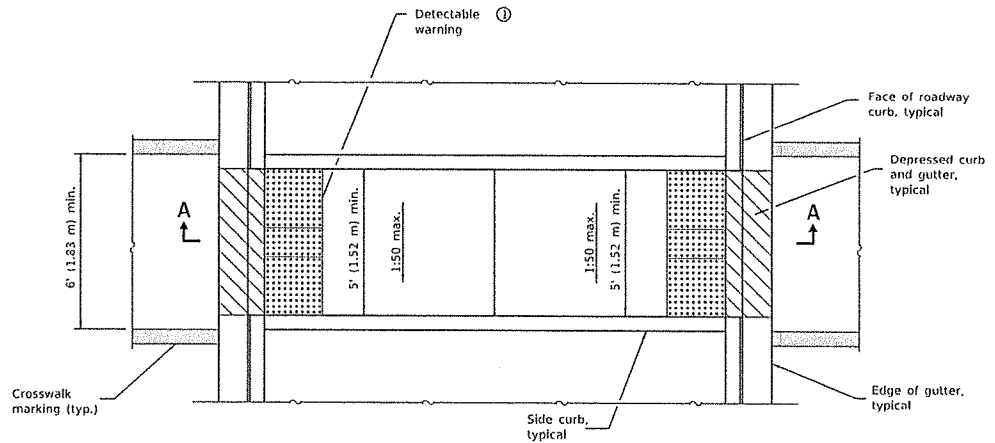 Detectable ①
warning
Face of roadway
curb, typical
Depressed curb
and gutter,
typical
A
A
6' (1.83 m) min.
5' (1.52 m) min.
1:50 max.
1:50 max.
5' (1.52 m) min.
Crosswalk
marking (typ.)
Side curb,
typical
Edge of gutter,
typical